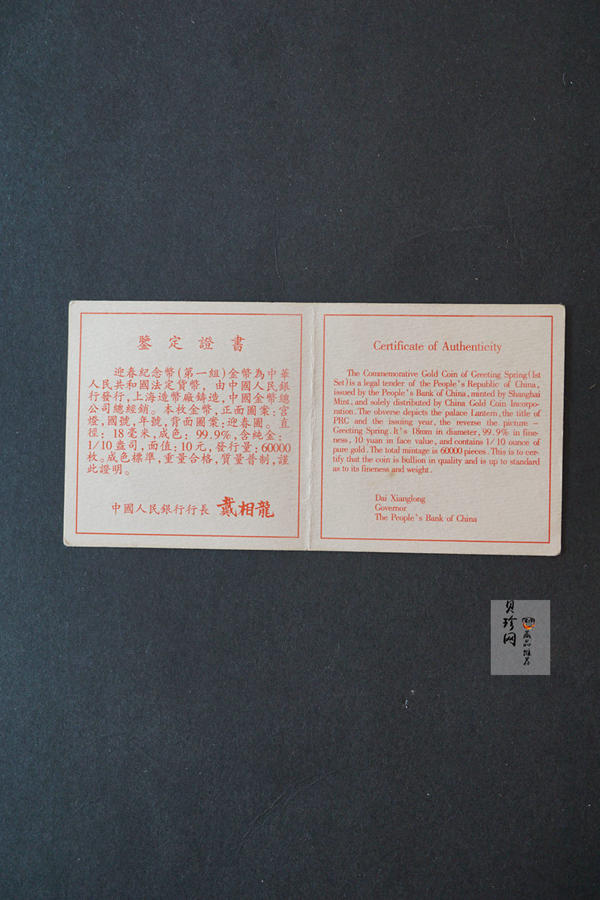 鑒定證書
迎春紀念幣(第一組)金幣為中華
人民共和國法定貨幣，由中國人民銀
行發行,上海造幣廠鑄造,中國金幣總
公司總經銷。本枚金幣,正面圖案:宮
燈,國號,年號,背面圖案:迎春圖。直
徑: 18毫米,成色: 99.9%,含純金:
1/10盎司,面值:10元,發行量:60000
枚。成色標準,重量合格,質量普制,謹
此證明。
中國人民銀行行長 戴相龍
Certificate of Authenticity
The Commemorative Gold Coin of Greeting Spring(1st
Set)is a legal tender of the People's Republic of China,
issued by the People's Bank of China, minted by Shanghai
Mint, and solely distributed by China Gold Coin Incorpo-
ration. The obverse depicts the palace Lantern, the title of
PRC and the issuing year, the reverse the picture –
Greeting Spring. It's 18mm in diameter, 99.9% in fine-
ness, 10 yuan in face value, and contains 1/10 ounce of
pure gold. The total mintage is 60000 pieces. This is to cer-
tify that the coin is bullion in quality and is up to standard
as to its fineness and weight.
Dai Xianglong
Governor
The People's Bank of China
贝珍网
藏品推荐